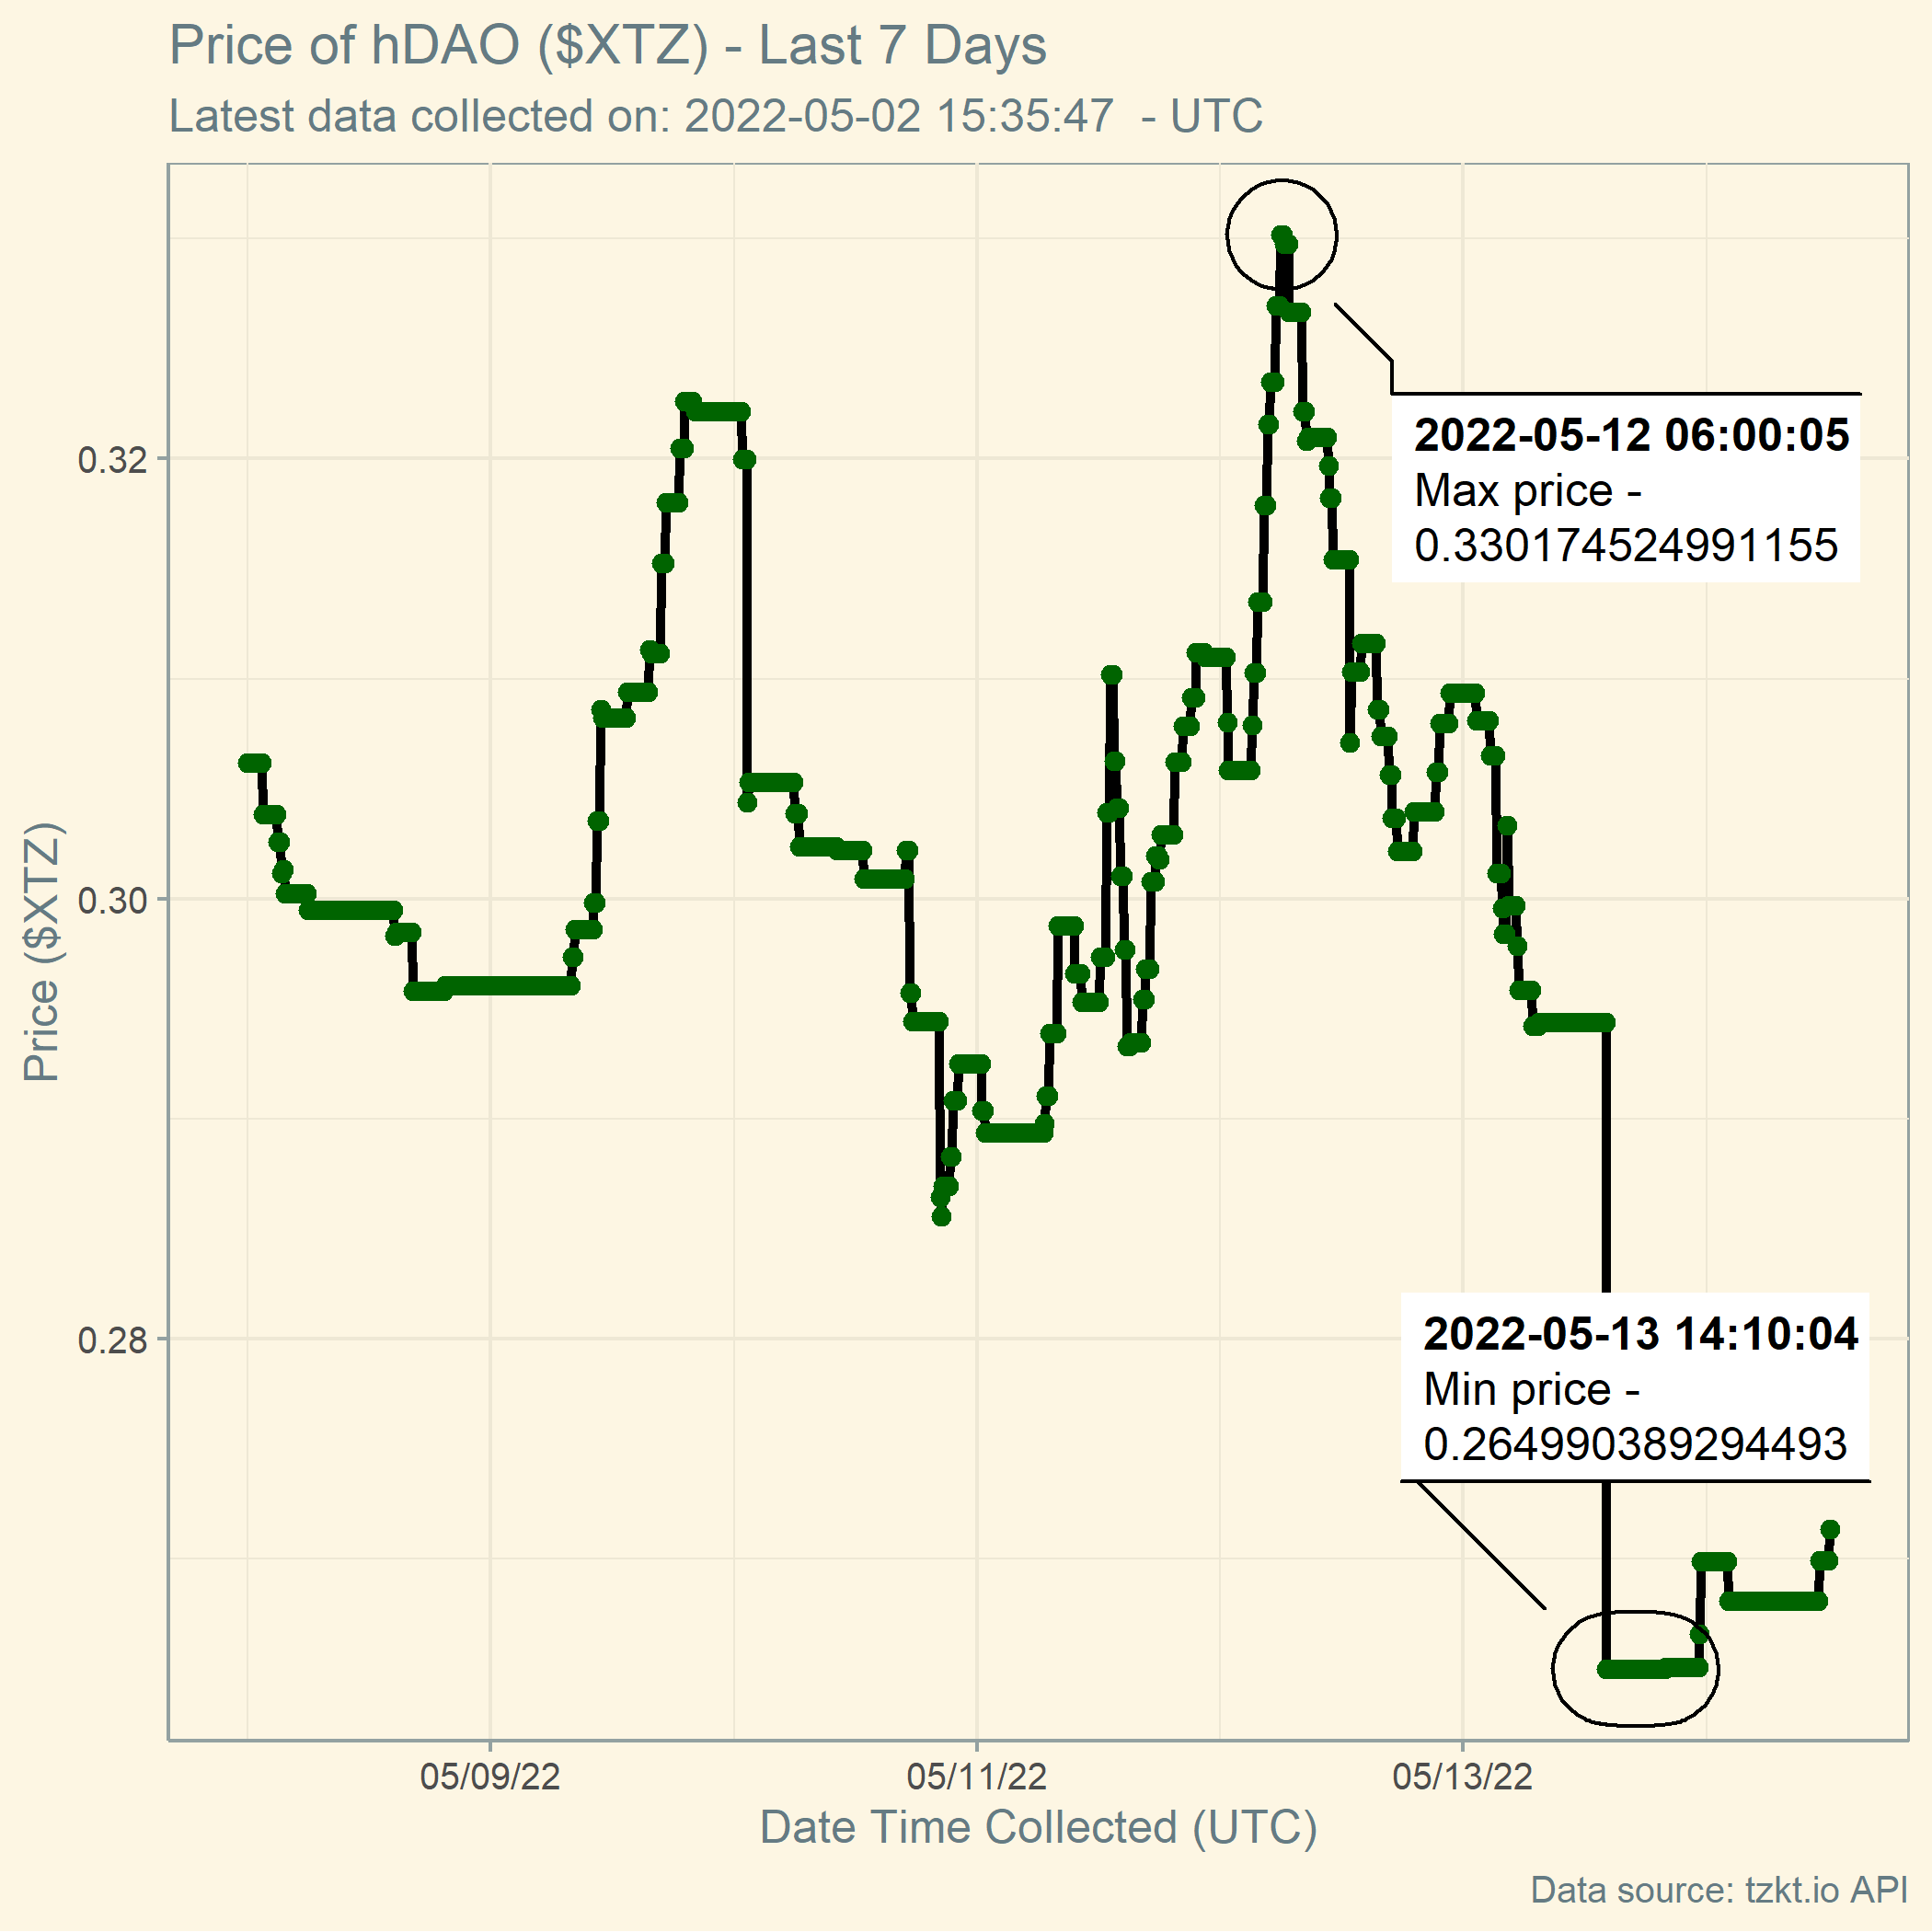 Price of hDAO ($XTZ) - Last 7 Days
Latest data collected on: 2022-05-02 15:35:47  - UTC
2022-05-12 06:00:05
Max price -
0.330174524991155
0.32
0.30
0.28
Price ($XTZ)
2022-05-13 14:10:04
Min price -
0.264990389294493
05/09/22
05/11/22
05/13/22
Date Time Collected (UTC)
Data source: tzkt.io API